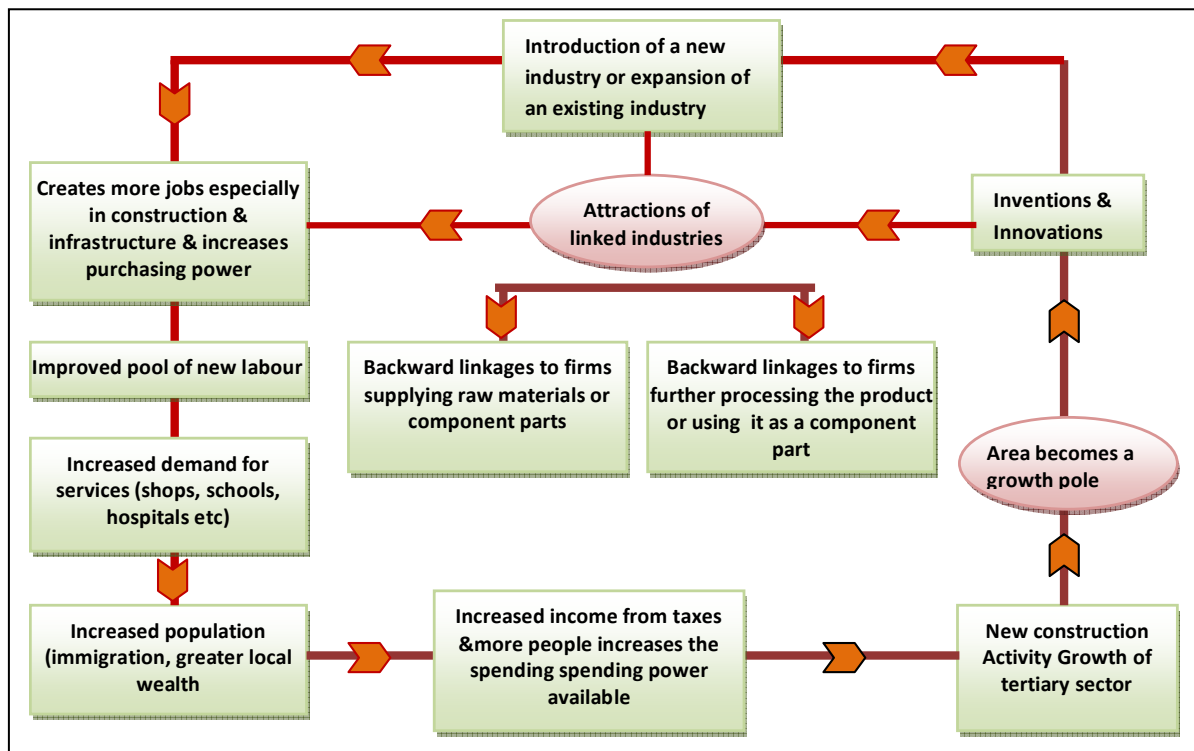 Introduction of a new
industry or expansion of
an existing industry
Creates more jobs especially
in construction &
infrastructure & increases
purchasing power
Attractions of
linked industries
Inventions &
Innovations
Improved pool of new labour
Backward linkages to firms
supplying raw materials or
component parts
Backward linkages to firms
further processing the product
or using it as a component
part
Increased demand for
services (shops, schools,
hospitals etc)
Area becomes a
growth pole
Increased population
(immigration, greater local
wealth
Increased income from taxes
&more people increases the
spending spending power
available
New construction
Activity Growth of
tertiary sector